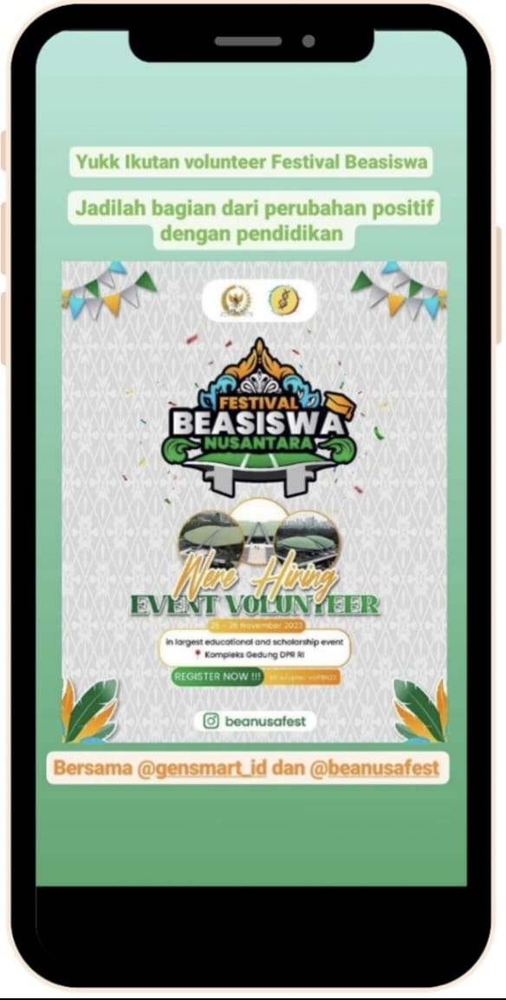 Yukk Ikutan volunteer Festival Beasiswa
Jadilah bagian dari perubahan positif
dengan pendidikan
FESTIVAL
BEASISWA
NUSANTARA
Were Hiring
EVENT VOLUNTEER
25 - 26 November 2023
in largest educational and scholarship event
Kompleks Gedung DPR RI
REGISTER NOW !!!
beanusafest
Bersama @gensmart_id dan @beanusafest